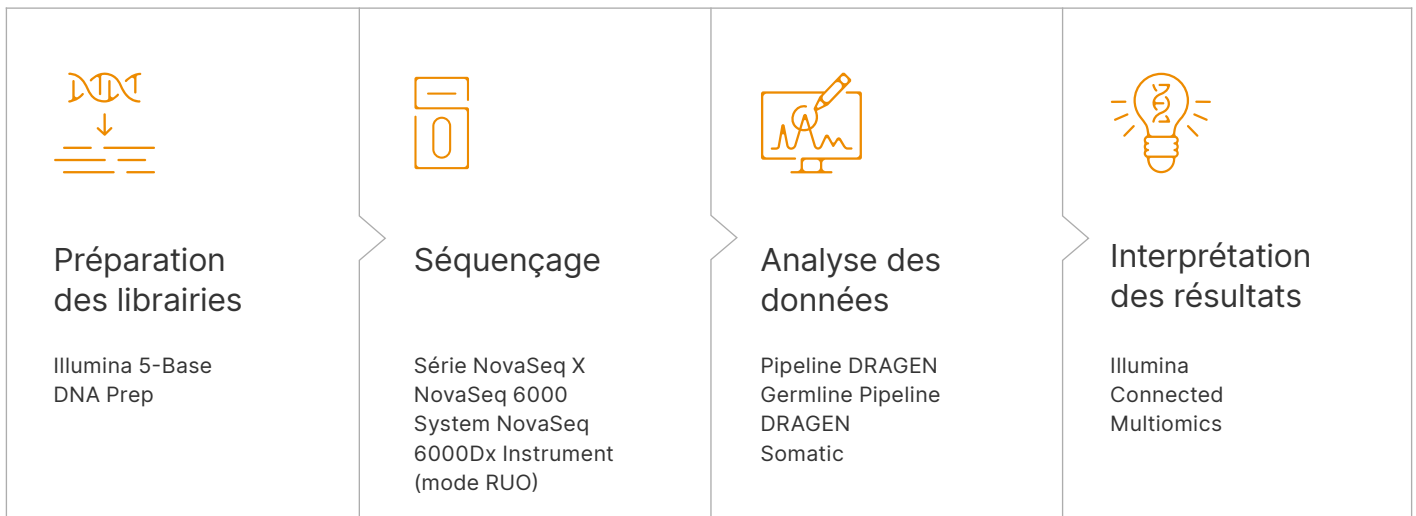 Préparation
des librairies
Illumina 5-Base
DNA Prep
Séquençage
Série NovaSeq X
NovaSeq 6000
System NovaSeq
6000Dx Instrument
(mode RUO)
Analyse des
données
Pipeline DRAGEN
Germline Pipeline
DRAGEN
Somatic
Interprétation
des résultats
Illumina
Connected
Multiomics